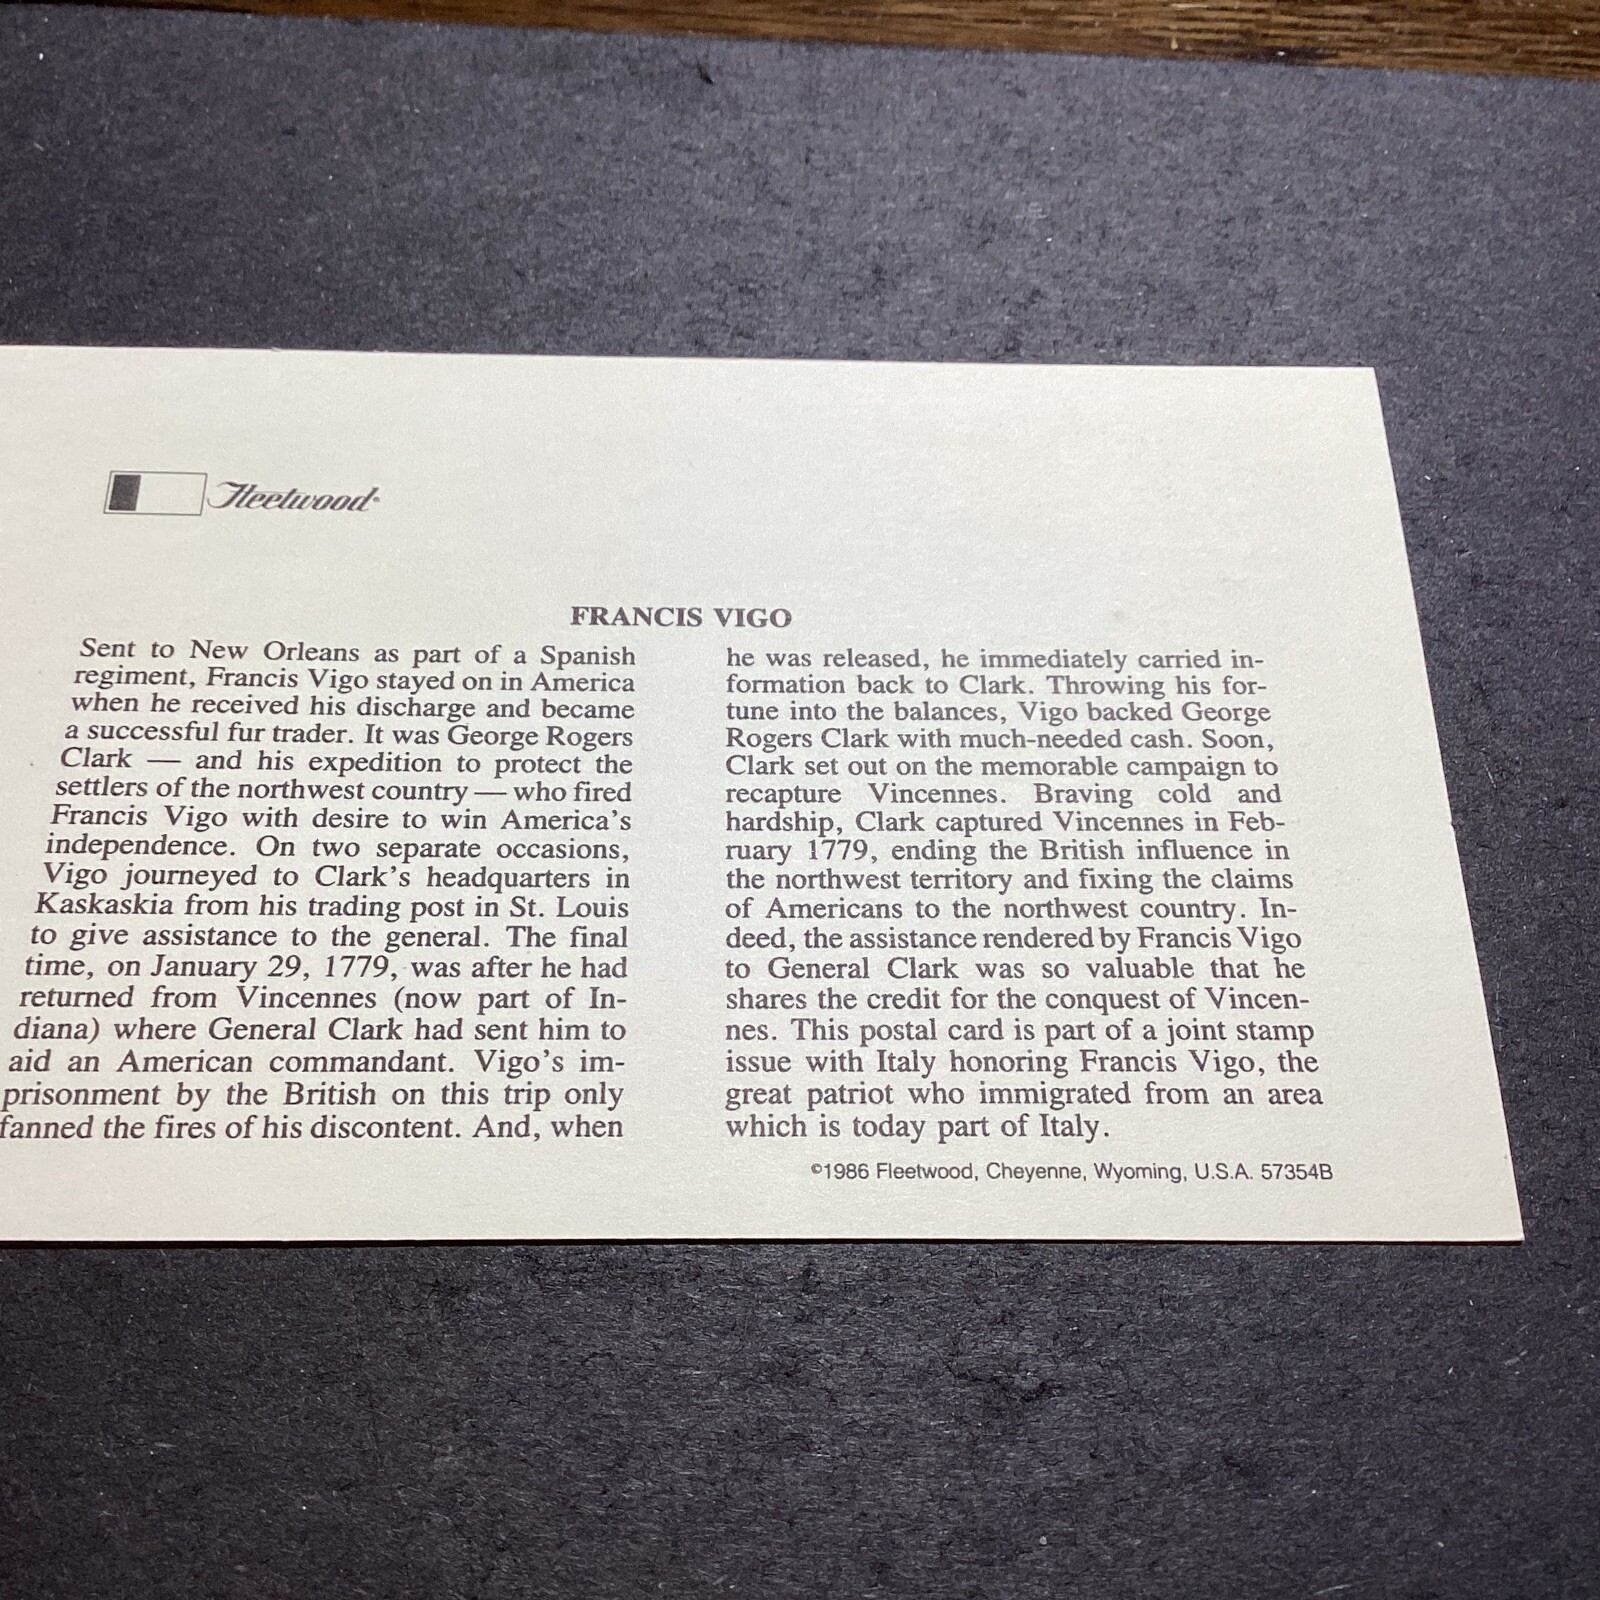 Fleetwood®
FRANCIS VIGO
Sent to New Orleans as part of a Spanish
regiment, Francis Vigo stayed on in America
when he received his discharge and became
a successful fur trader. It was George Rogers
Clark — and his expedition to protect the
settlers of the northwest country — who fired
Francis Vigo with desire to win America's
independence. On two separate occasions,
Vigo journeyed to Clark's headquarters in
Kaskaskia from his trading post in St. Louis
to give assistance to the general. The final
time, on January 29, 1779, was after he had
returned from Vincennes (now part of In-
diana) where General Clark had sent him to
aid an American commandant. Vigo's im-
prisonment by the British on this trip only
fanned the fires of his discontent. And, when
he was released, he immediately carried in-
formation back to Clark. Throwing his for-
tune into the balances, Vigo backed George
Rogers Clark with much-needed cash. Soon,
Clark set out on the memorable campaign to
recapture Vincennes. Braving cold and
hardship, Clark captured Vincennes in Feb-
ruary 1779, ending the British influence in
the northwest territory and fixing the claims
of Americans to the northwest country. In-
deed, the assistance rendered by Francis Vigo
to General Clark was so valuable that he
shares the credit for the conquest of Vincen-
nes. This postal card is part of a joint stamp
issue with Italy honoring Francis Vigo, the
great patriot who immigrated from an area
which is today part of Italy.
©1986 Fleetwood, Cheyenne, Wyoming, U.S.A. 57354B